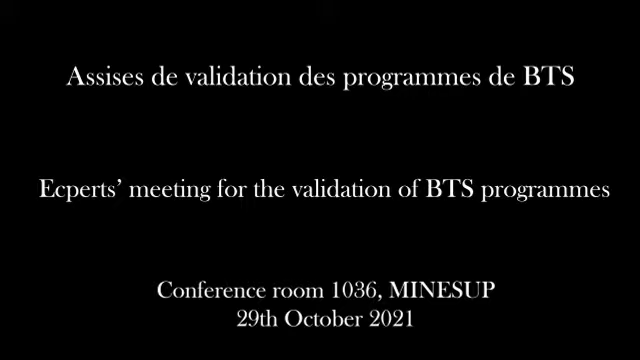 Assises de validation des programmes de BTS
Ecperts’ meeting for the validation of BTS programmes
Conference room 1036, MINESUP
29th October 2021